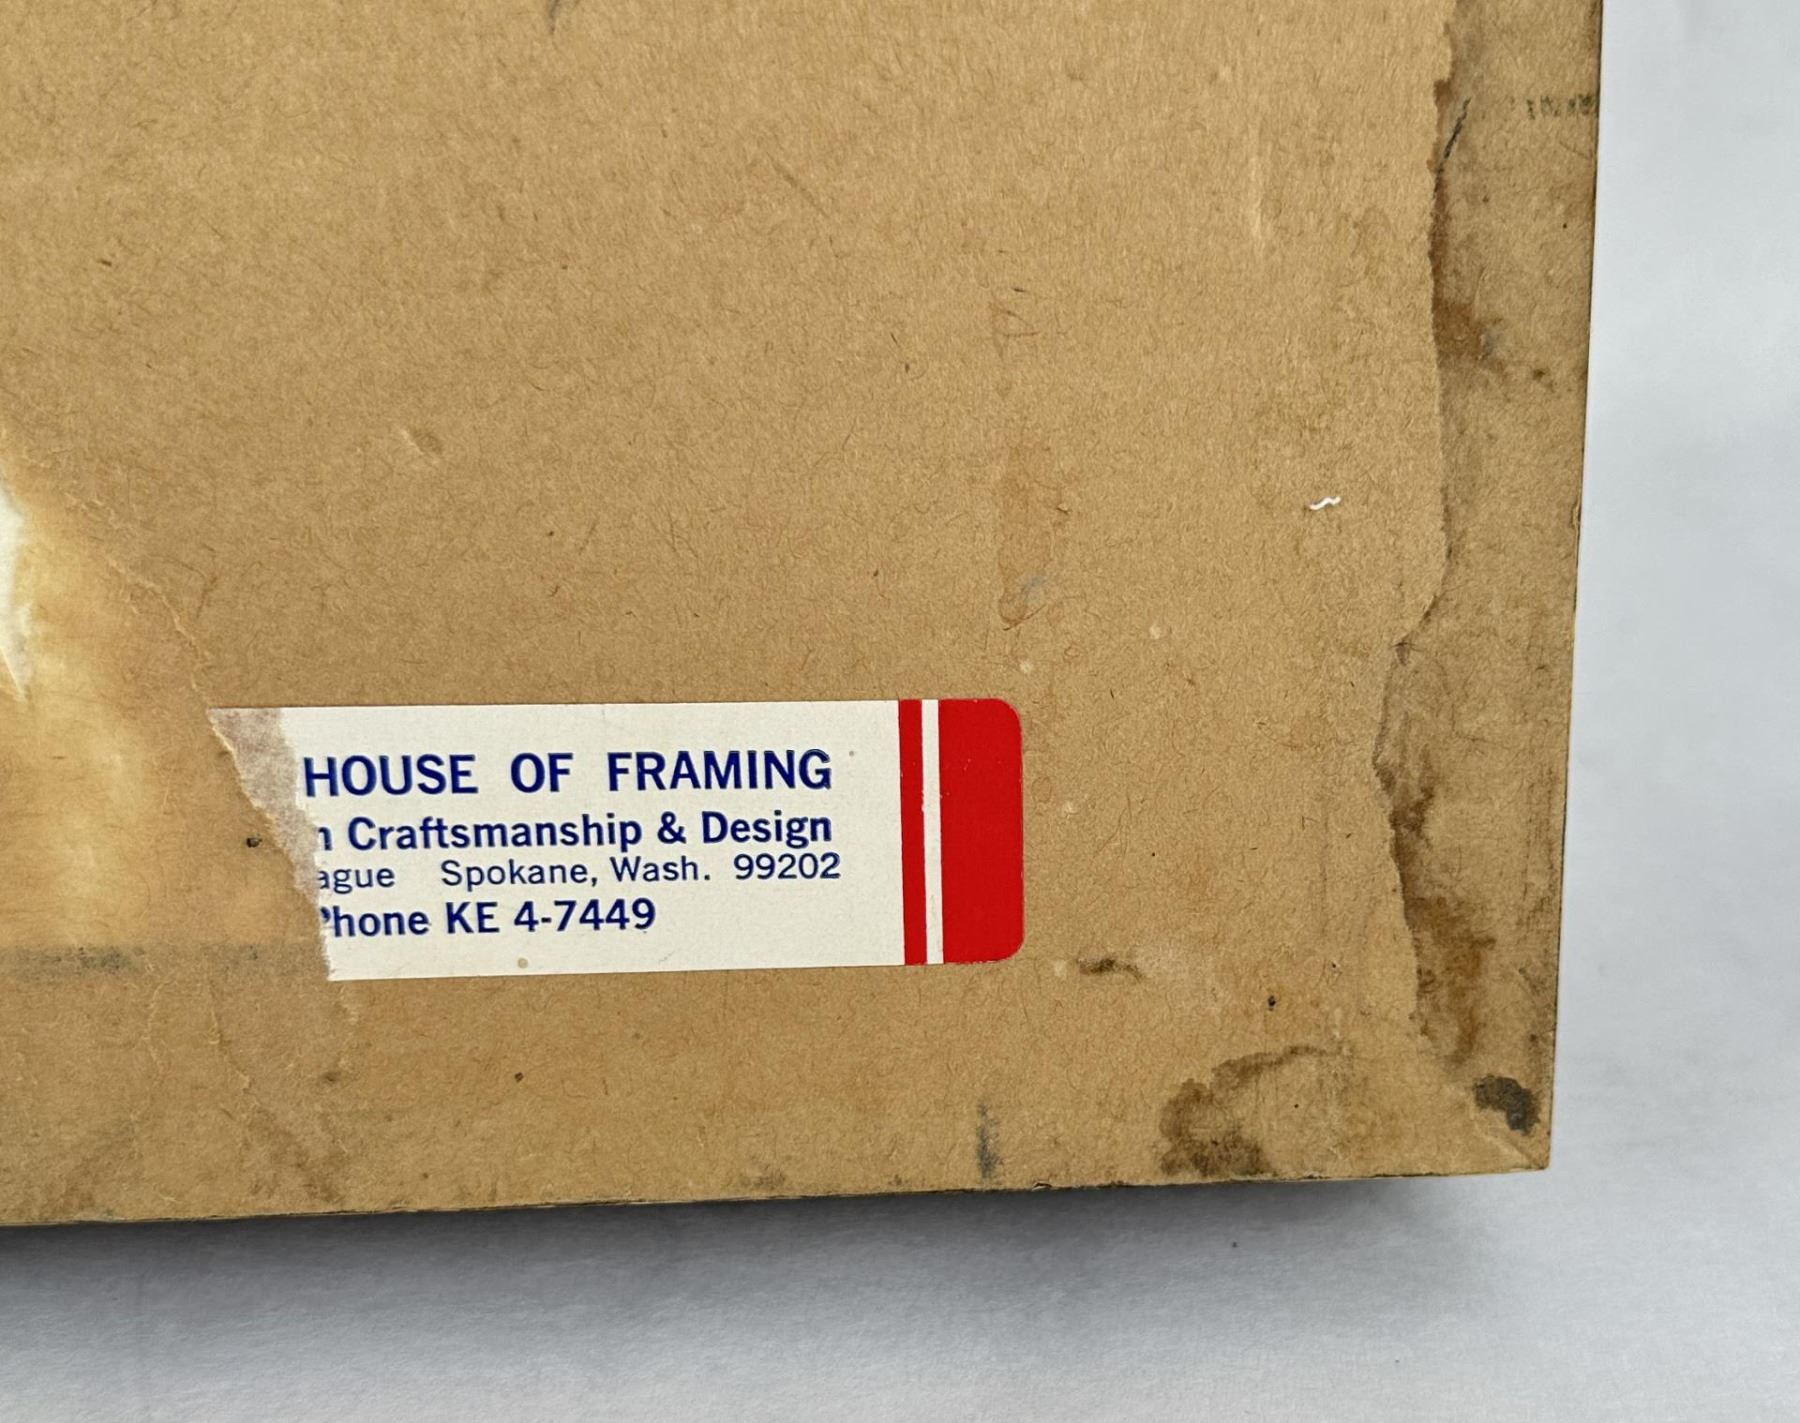 HOUSE OF FRAMING
n Craftsmanship & Design
ague Spokane, Wash. 99202
Phone KE 4-7449